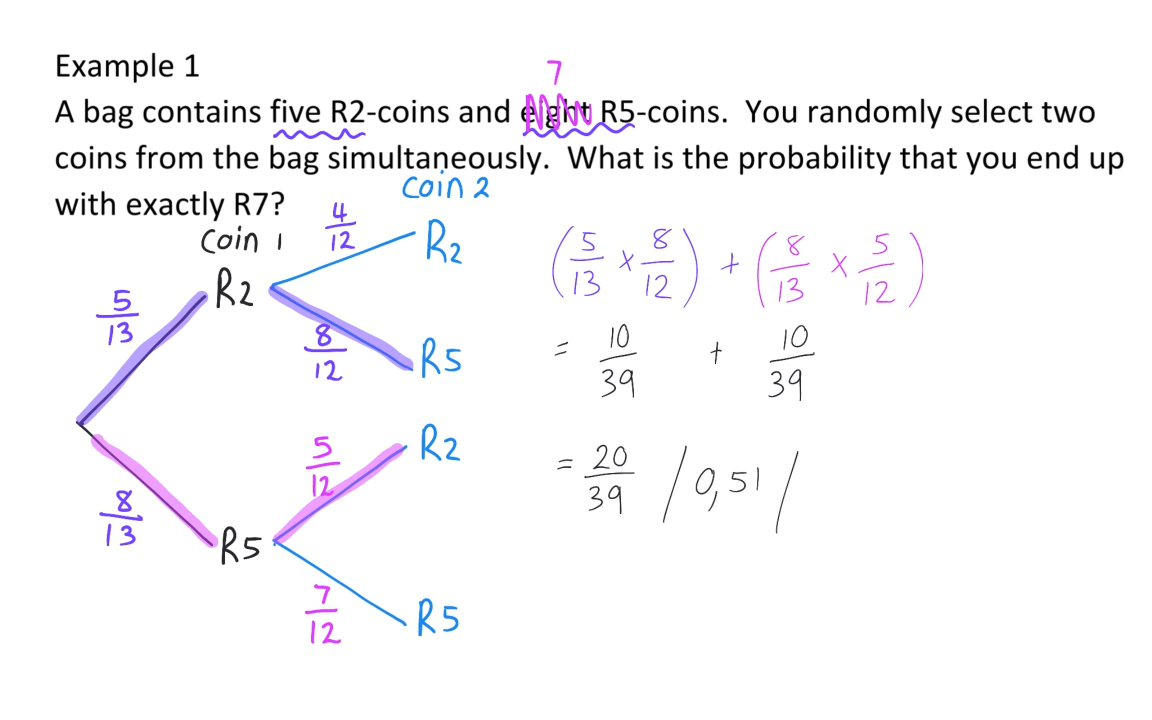 Example 1
7
A bag contains five R2-coins and eight R5-coins. You randomly select two
coins from the bag simultaneously. What is the probability that you end up
with exactly R7?
Coin 2
Coin 1
4/12
R2
5/13
R2
8/12
R5
5/12
R2
8/13
R5
7/12
R5
(5/13 × 8/12) + (8/13 × 5/12)
= 10/39 + 10/39
= 20/39 / 0,51 /